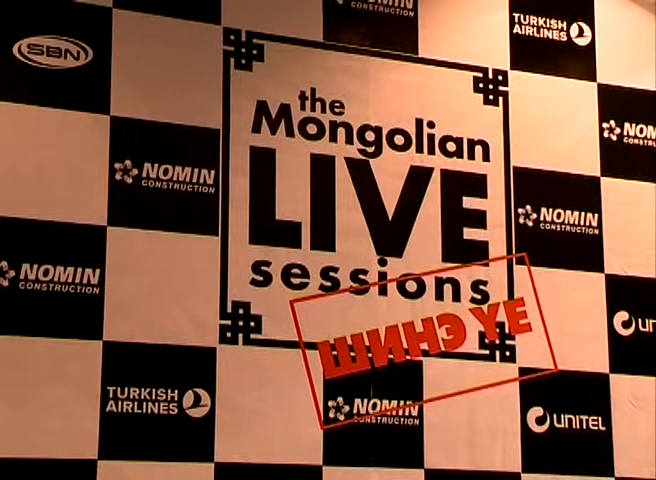 NOMIN
CONSTRUCTION
TURKISH
AIRLINES
SBN
the
Mongolian
LIVE
sessions
ШИНЭ ҮЕ
NOMIN
CONSTRUCTION
NOMIN
CONSTRUCTION
NOMIN
CONSTRUCTION
TURKISH
AIRLINES
NOMIN
CONSTRUCTION
UNITEL